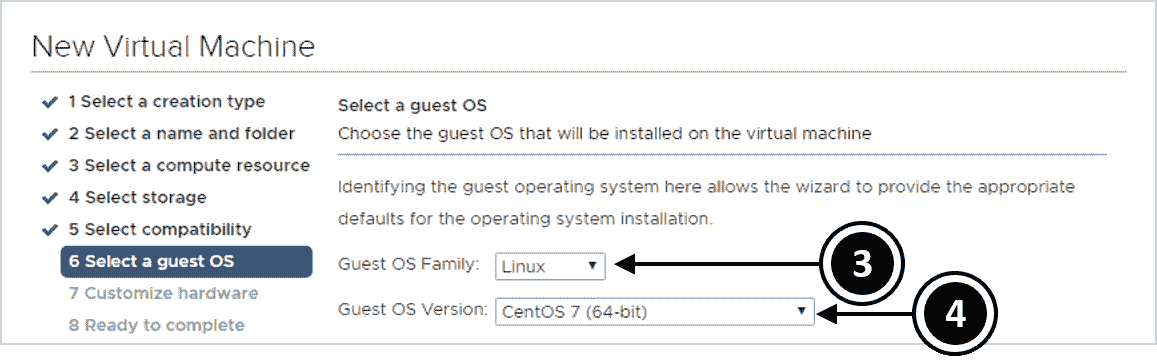 New Virtual Machine
1 Select a creation type
2 Select a name and folder
3 Select a compute resource
4 Select storage
5 Select compatibility
6 Select a guest OS
7 Customize hardware
8 Ready to complete
Select a guest OS
Choose the guest OS that will be installed on the virtual machine
Identifying the guest operating system here allows the wizard to provide the appropriate
defaults for the operating system installation.
Guest OS Family: Linux
3
Guest OS Version: CentOS 7 (64-bit)
4